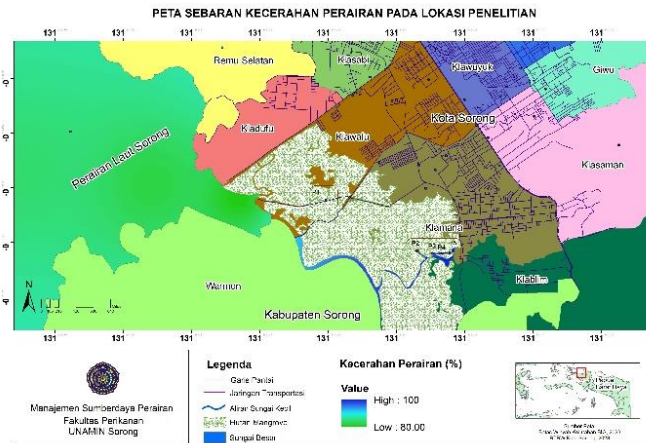 PETA SEBARAN KECERAHAN PERAIRAN PADA LOKASI PENELITIAN
131 131 131 131 131 131 131 131 131
Remu Selatan
Klasabi
Klawuyuk
Giwu
Kladufu
Klawalu
Kota Sorong
Perairan Laut Sorong
Klasaman
Klamana
P2
Warmon
Klablim
Kabupaten Sorong
N
131 131 131 131 131 131 131 131 131
Manajemen Sumberdaya Perairan
Fakultas Perikanan
UNAMIN Sorong
Legenda
Garis Pantai
Jaringan Transportasi
Aliran Sungai Kecil
Hutan Mangrove
Sungai Besar
Kecerahan Perairan (%)
Value
High : 100
Low : 80.00
Papua
Barat Daya